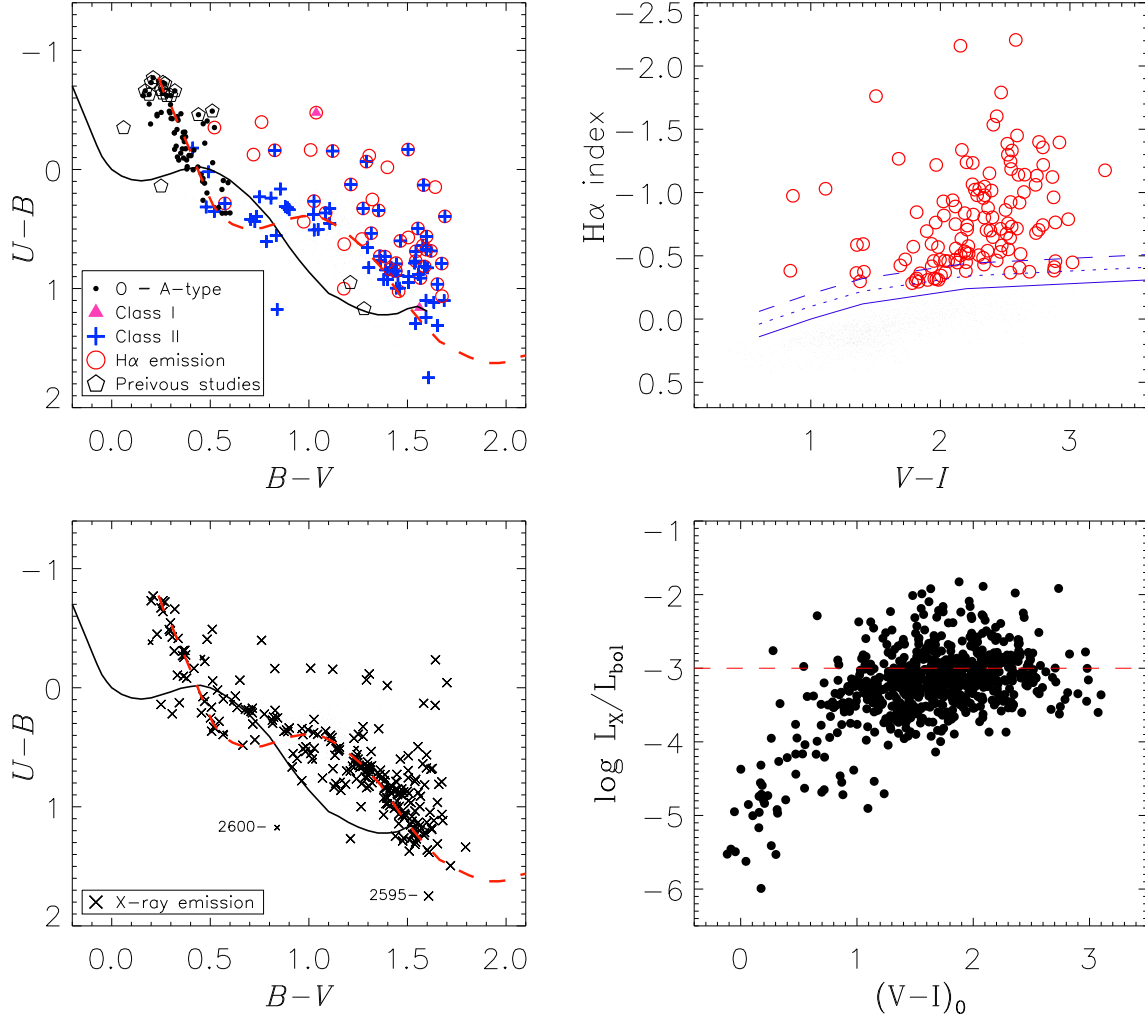 −1
0
1
2
U−B
0.0 0.5 1.0 1.5 2.0
B−V
O − A−type
Class I
Class II
Hα emission
Preivous studies
−2.5
−2.0
−1.5
−1.0
−0.5
0.0
0.5
Hα index
1 2 3
V−I
−1
0
1
2
U−B
2600−
2595−
X−ray emission
0.0 0.5 1.0 1.5 2.0
B−V
−1
−2
−3
−4
−5
−6
log L_X/L_bol
0 1 2 3
(V−I)₀